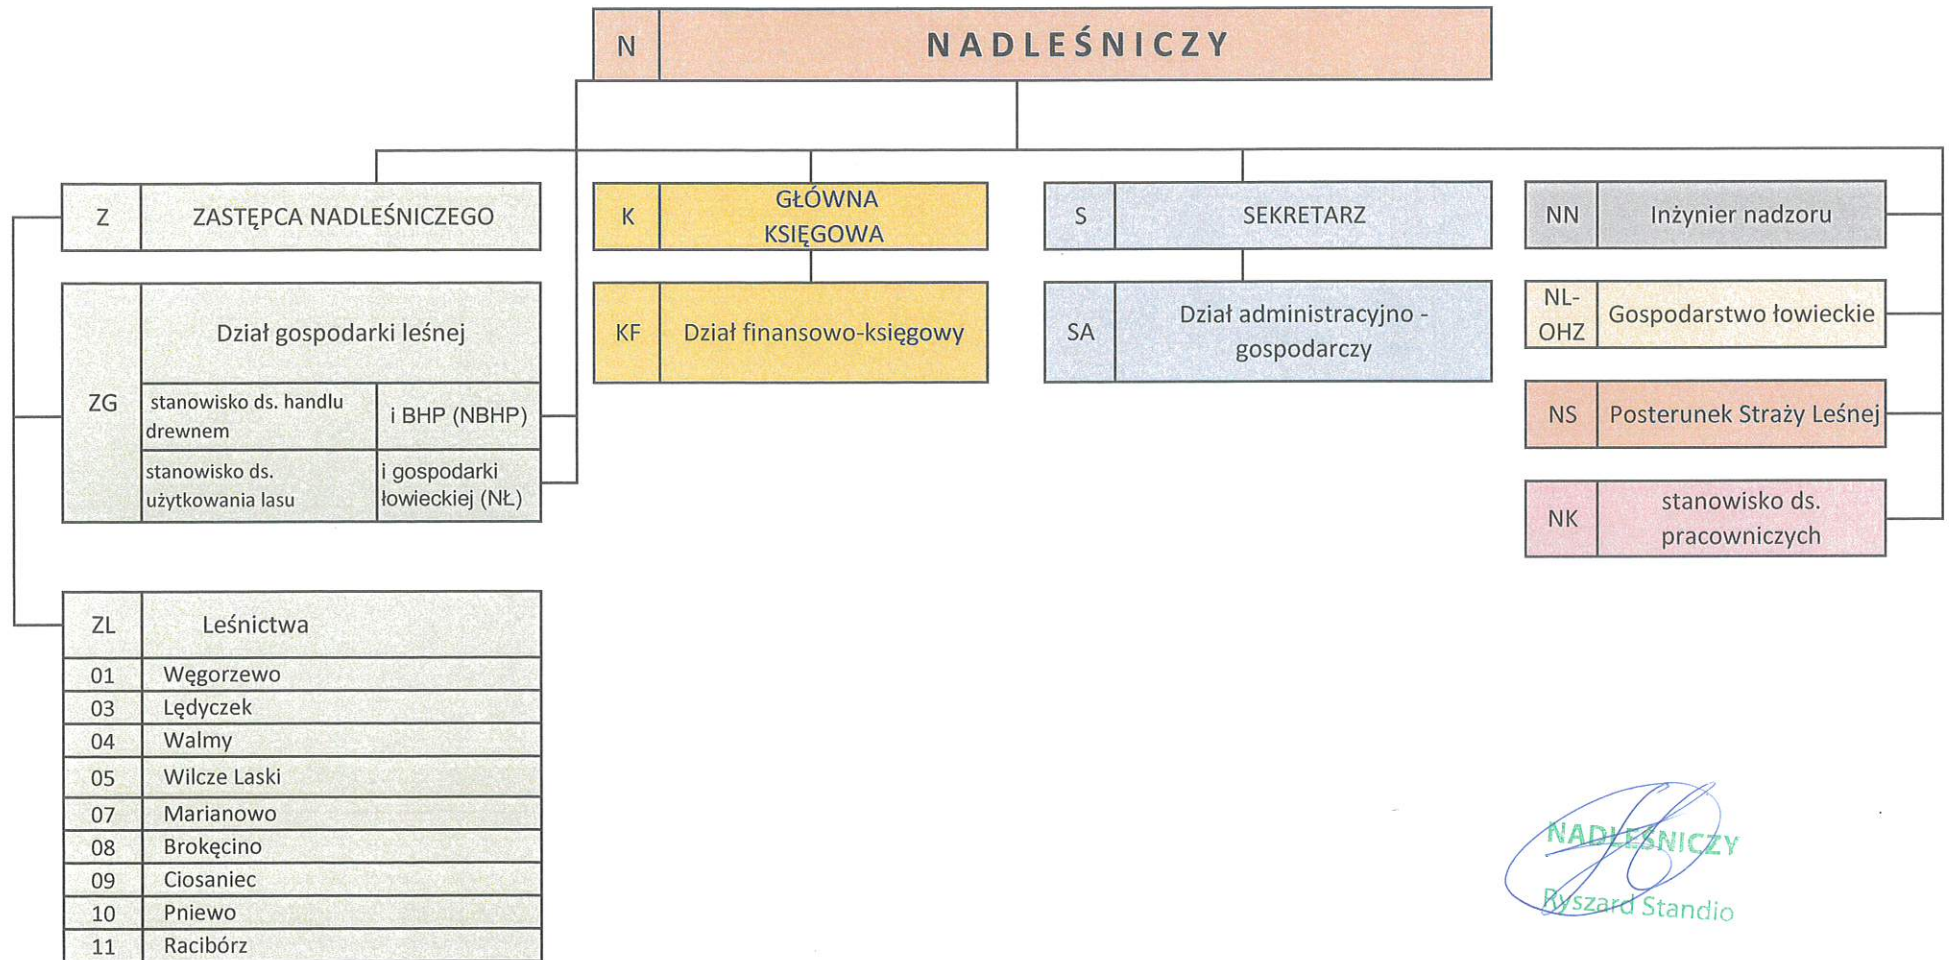 N NADLEŚNICZY
Z ZASTĘPCA NADLEŚNICZEGO
K GŁÓWNA
KSIĘGOWA
S SEKRETARZ
NN Inżynier nadzoru
ZG Dział gospodarki leśnej
stanowisko ds. handlu
drewnem
i BHP (NBHP)
stanowisko ds.
użytkowania lasu
i gospodarki
łowieckiej (NŁ)
KF Dział finansowo-księgowy
SA Dział administracyjno -
gospodarczy
NL-
OHZ
Gospodarstwo łowieckie
NS Posterunek Straży Leśnej
NK stanowisko ds.
pracowniczych
ZL Leśnictwa
01 Węgorzewo
03 Lędyczek
04 Walmy
05 Wilcze Laski
07 Marianowo
08 Brokęcino
09 Ciosaniec
10 Pniewo
11 Racibórz
NADLEŚNICZY
Ryszard Standio